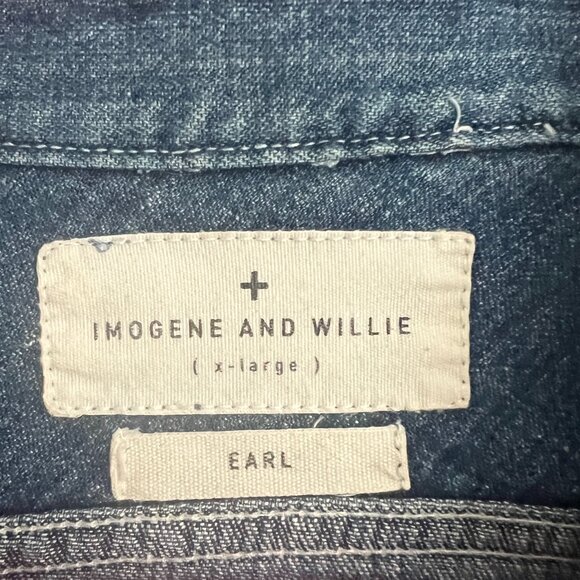 +
IMOGENE AND WILLIE
( x-large )
EARL